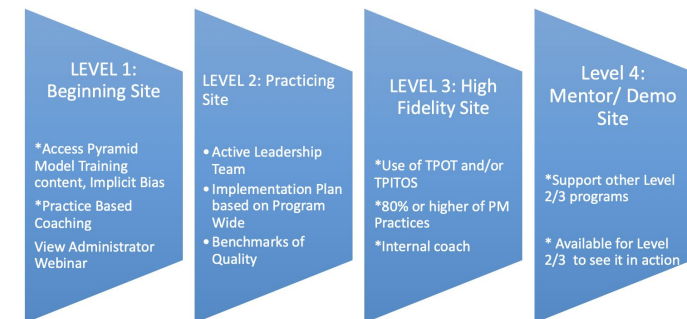 LEVEL 1:
Beginning Site
*Access Pyramid
Model Training
content, Implicit Bias
*Practice Based
Coaching
View Administrator
Webinar
LEVEL 2: Practicing
Site
• Active Leadership
Team
• Implementation Plan
based on Program
Wide
• Benchmarks of
Quality
LEVEL 3: High
Fidelity Site
*Use of TPOT and/or
TPITOS
*80% or higher of PM
Practices
*Internal coach
Level 4:
Mentor/ Demo
Site
*Support other Level
2/3 programs
* Available for Level
2/3 to see it in action